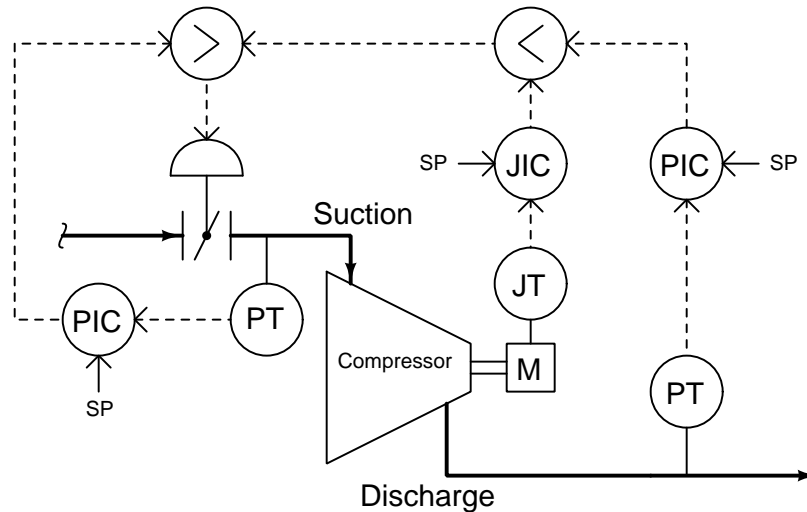 >
<
SP
JIC
PIC
SP
Suction
PIC
PT
JT
Compressor
M
SP
PT
Discharge